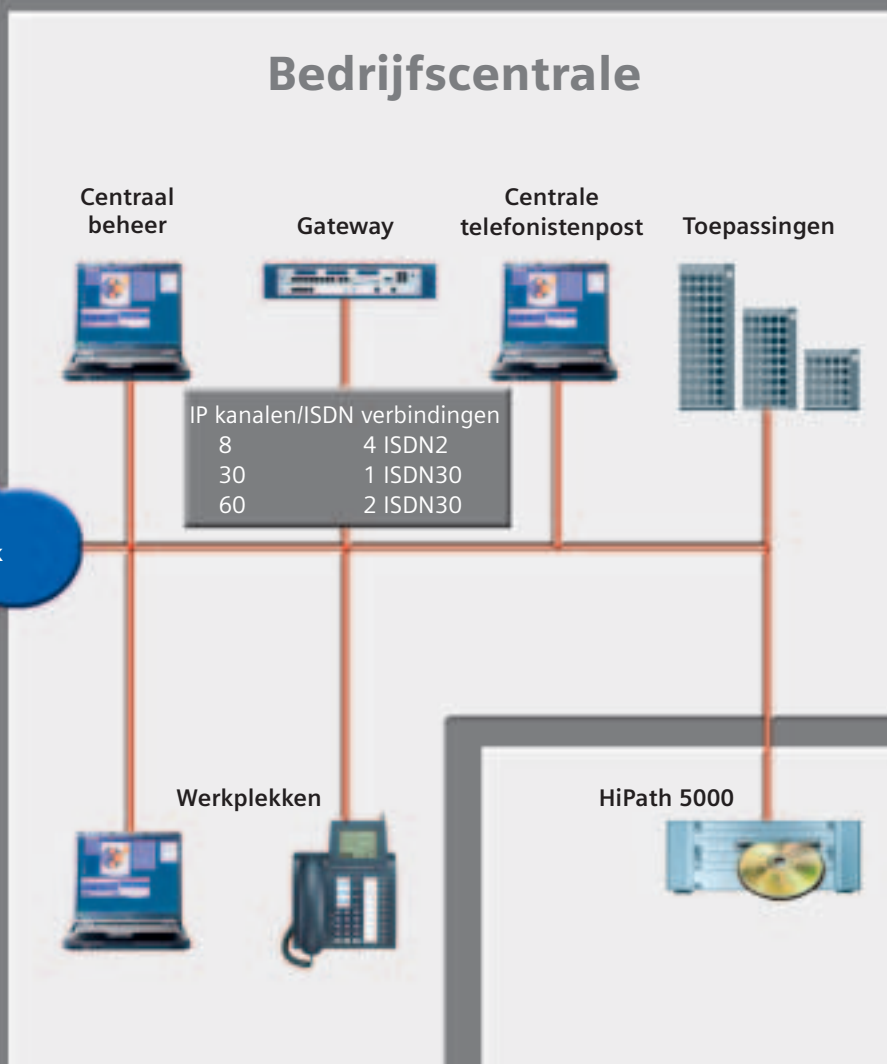 Bedrijfscentrale
Centraal
beheer
Gateway
Centrale
telefonistenpost
Toepassingen
IP kanalen/ISDN verbindingen
8 4 ISDN2
30 1 ISDN30
60 2 ISDN30
Werkplekken
HiPath 5000